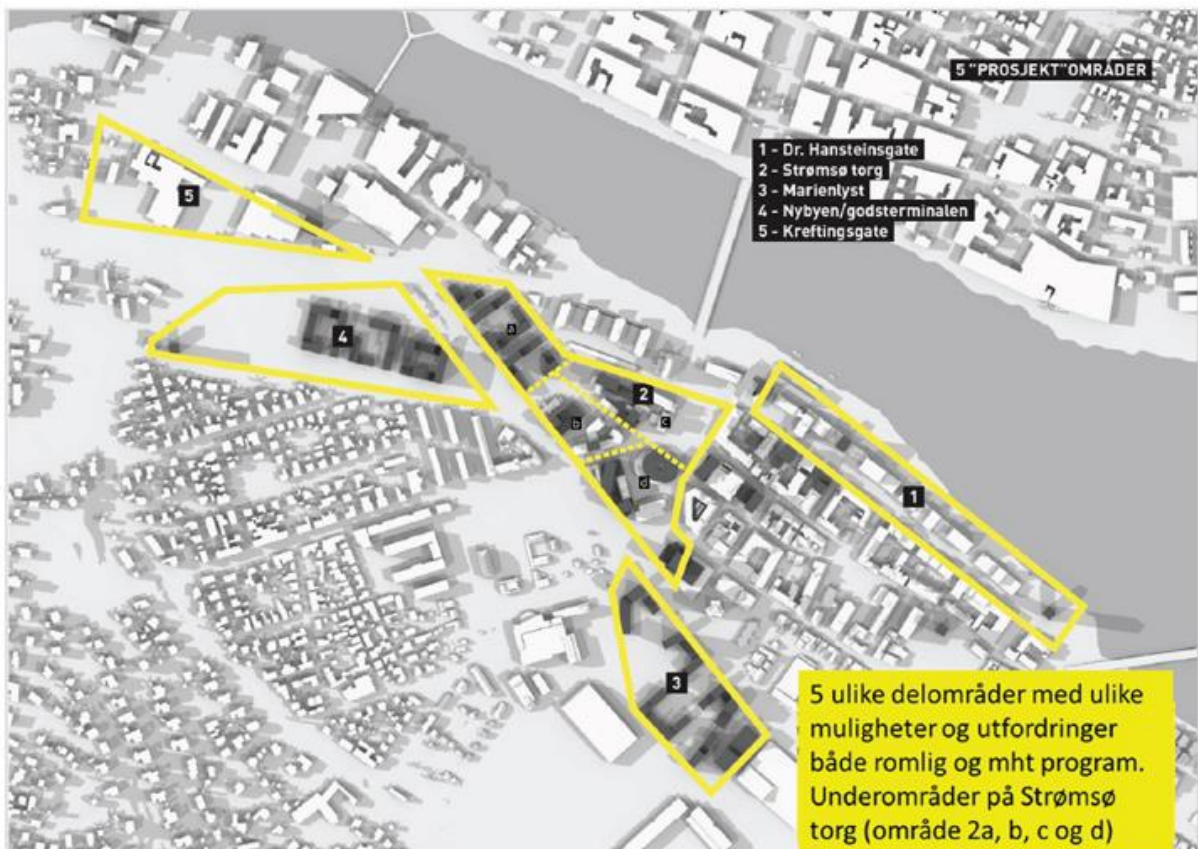 5 "PROSJEKT"OMRÅDER
1 - Dr. Hansteinsgate
2 - Strømsø torg
3 - Marienlyst
4 - Nybyen/godsterminalen
5 - Kreftingsgate
5
4
a
2
b
c
d
1
3
5 ulike delområder med ulike
muligheter og utfordringer
både romlig og mht program.
Underområder på Strømsø
torg (område 2a, b, c og d)